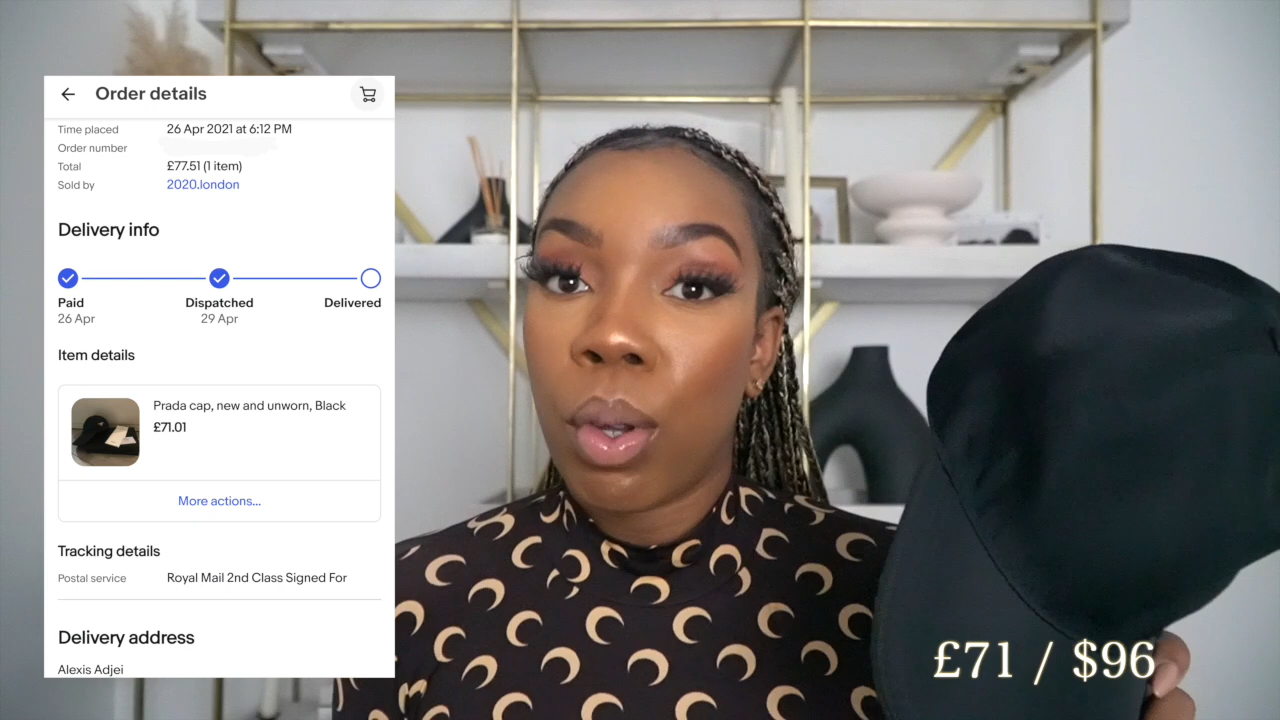 Order details
Time placed 26 Apr 2021 at 6:12 PM
Order number
Total £77.51 (1 item)
Sold by 2020.london
Delivery info
Paid Dispatched Delivered
26 Apr 29 Apr
Item details
Prada cap, new and unworn, Black
£71.01
More actions...
Tracking details
Postal service Royal Mail 2nd Class Signed For
Delivery address
Alexis Adjei
£71 / $96